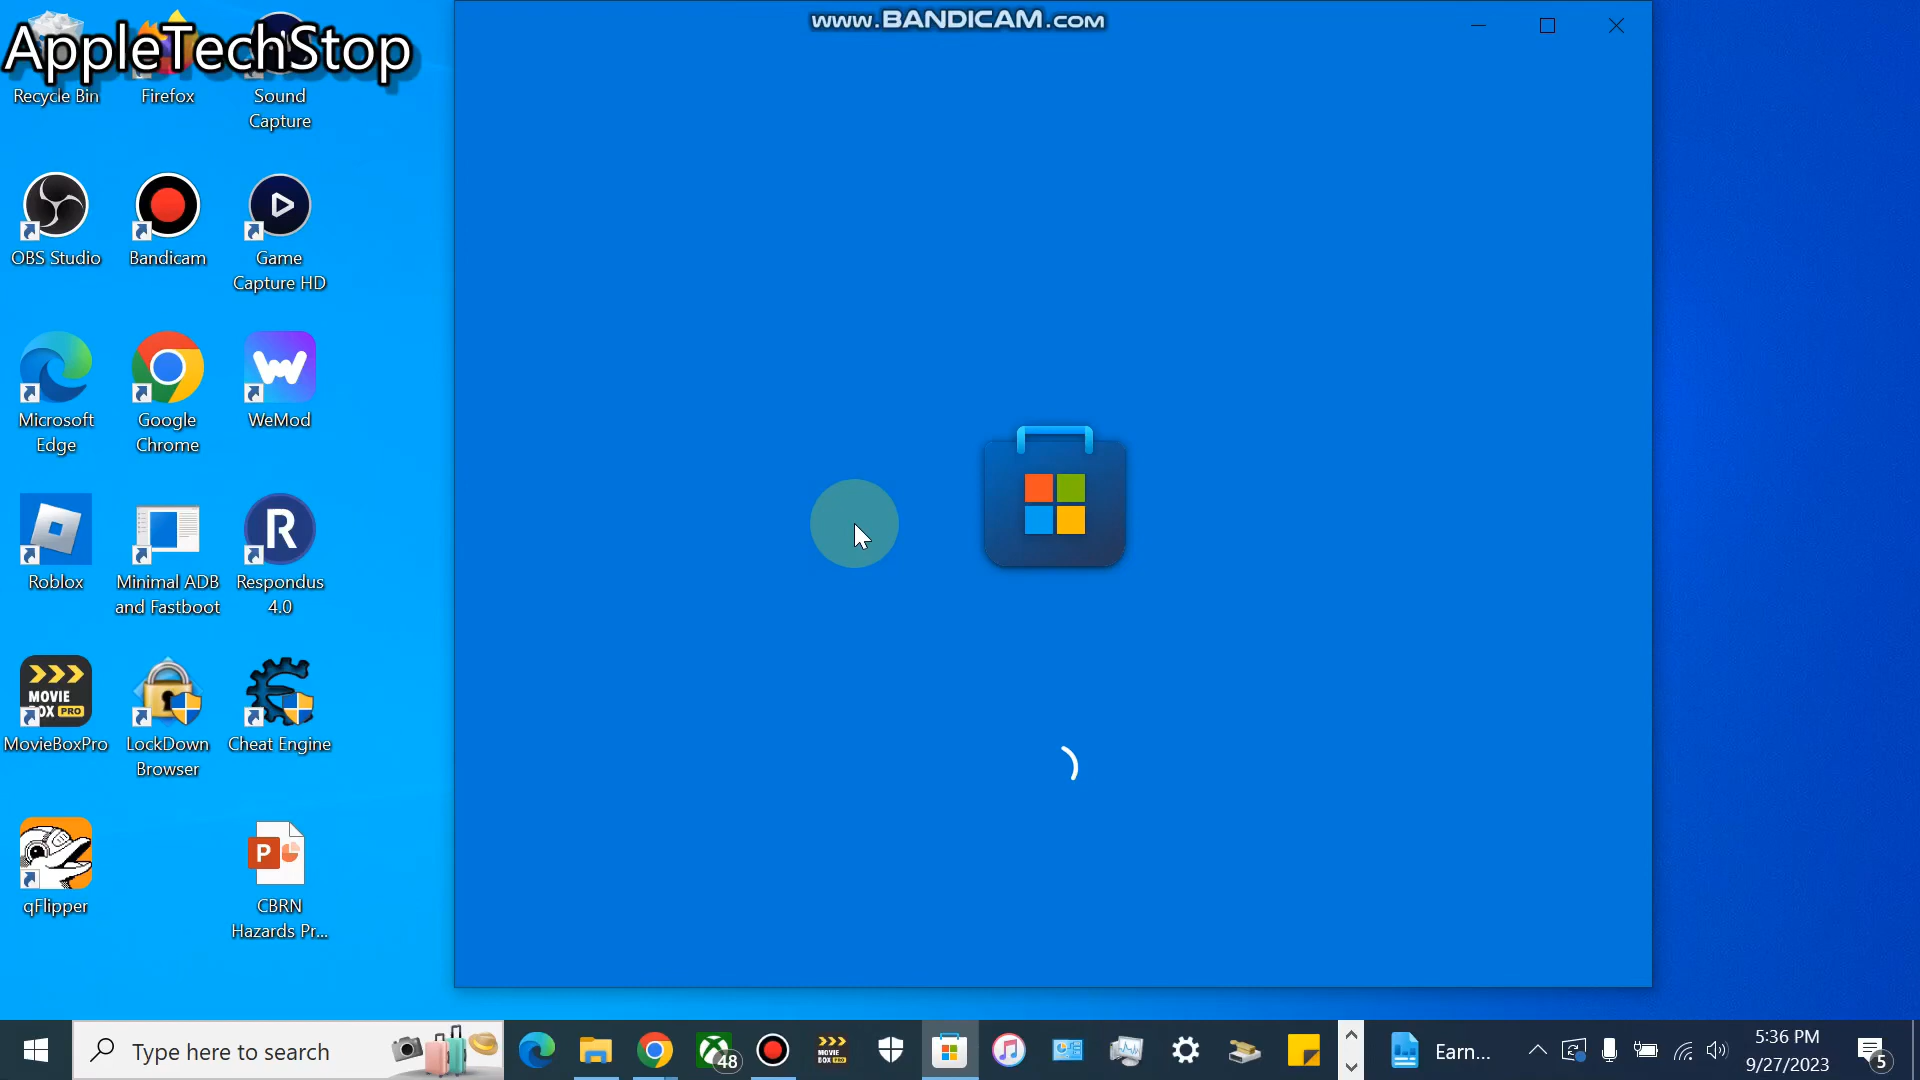 www.BANDICAM.com
AppleTechStop
Recycle Bin
Firefox
Sound
Capture
OBS Studio
Bandicam
Game
Capture HD
Microsoft
Edge
Google
Chrome
WeMod
Roblox
Minimal ADB
and Fastboot
R
Respondus
4.0
MOVIE
BOX PRO
MovieBoxPro
LockDown
Browser
Cheat Engine
qFlipper
P
CBRN
Hazards Pr...
Type here to search
48
MOVIE
Earn...
5:36 PM
9/27/2023
5